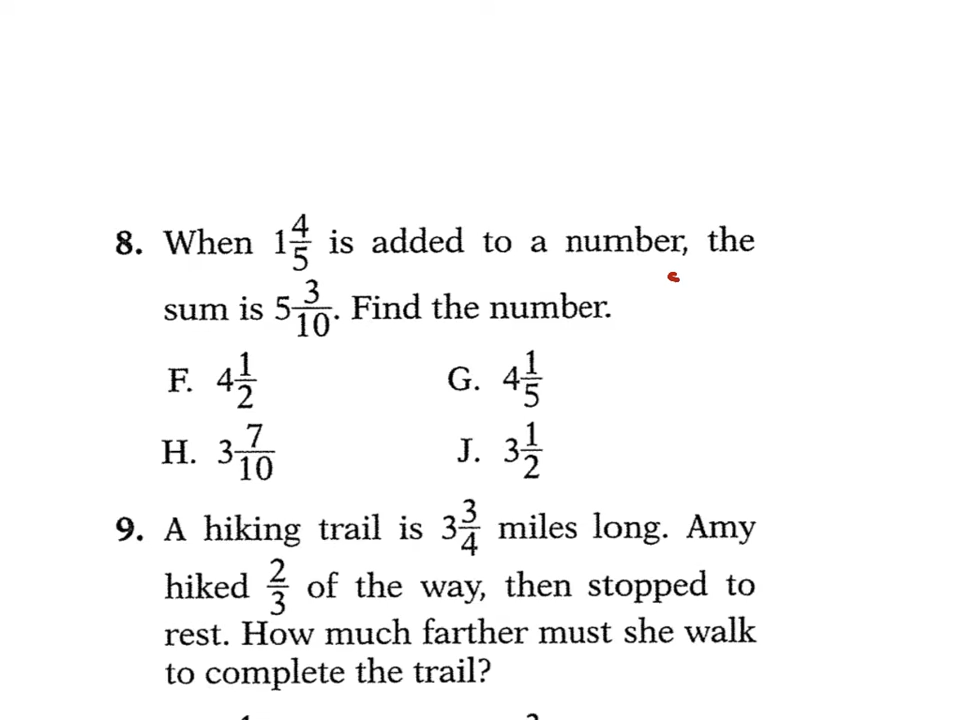 8. When 1 4/5 is added to a number, the
sum is 5 3/10. Find the number.
F. 4 1/2 G. 4 1/5
H. 3 7/10 J. 3 1/2
9. A hiking trail is 3 3/4 miles long. Amy
hiked 2/3 of the way, then stopped to
rest. How much farther must she walk
to complete the trail?